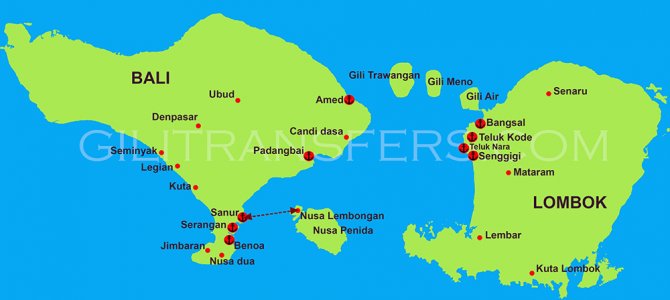 BALI
Gili Trawangan
Gili Meno
Gili Air
Ubud
Amed
Senaru
Denpasar
Bangsal
Candi dasa
Teluk Kode
Teluk Nara
Seminyak
Padangbai
Senggigi
GILITRANSFERS.COM
Legian
Mataram
Kuta
LOMBOK
Sanur
Nusa Lembongan
Serangan
Nusa Penida
Lembar
Jimbaran
Benoa
Nusa dua
Kuta Lombok